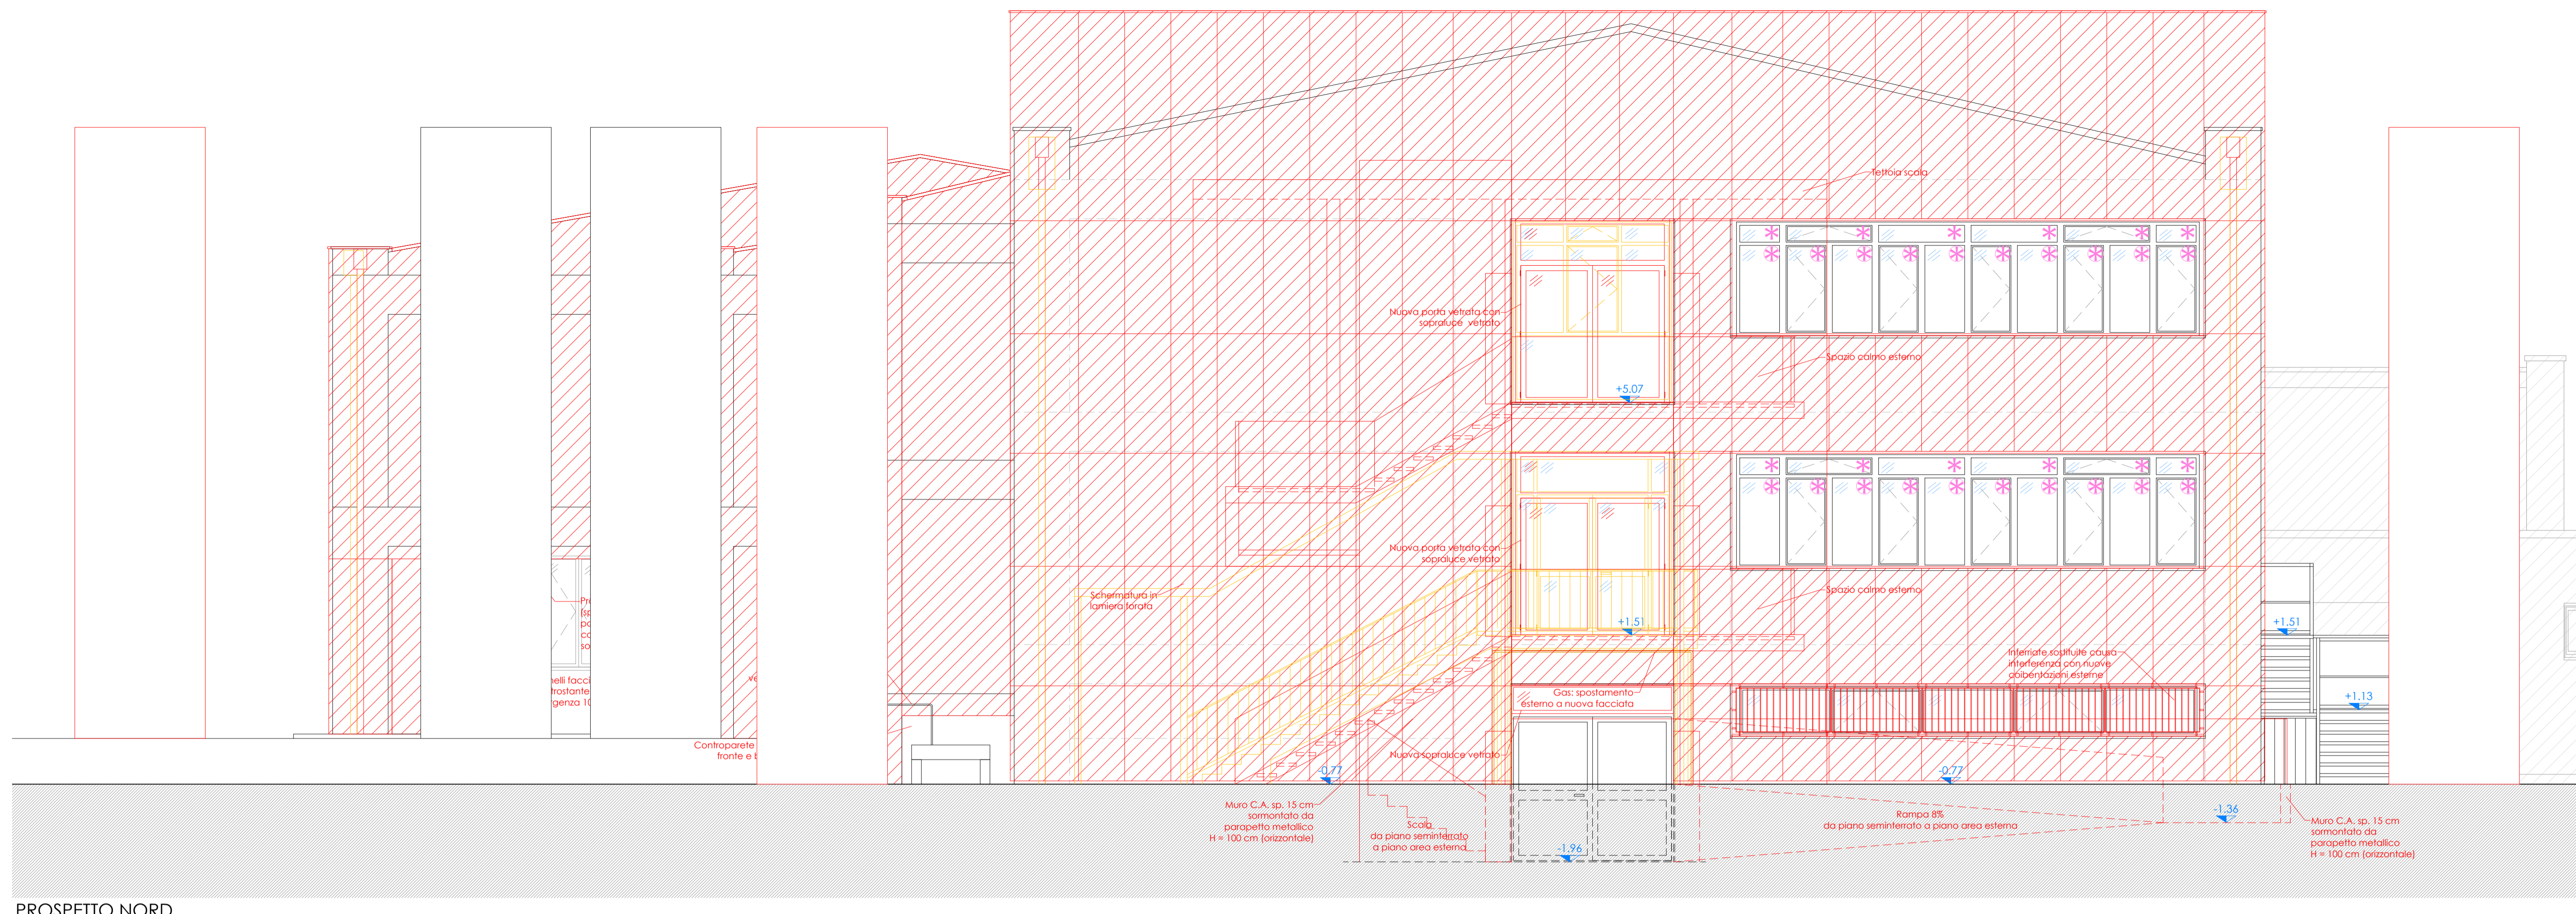 Tettoia scala
Nuova porta vetrata con
sopraluce vetrato
Spazio calmo esterno
+5.07
Nuova porta vetrata con
sopraluce vetrato
Schermatura in
lamiera forata
Spazio calmo esterno
+1.51
+1.51
Inferriate sostituite causa
interferenza con nuove
coibentazioni esterne
Gas: spostamento
esterno a nuova facciata
+1.13
Nuova sopraluce vetrato
Controparete
fronte e
-0.77
-0.77
Muro C.A. sp. 15 cm
sormontato da
parapetto metallico
H = 100 cm (orizzontale)
Scala
da piano seminterrato
a piano area esterna
-1.96
Rampa 8%
da piano seminterrato a piano area esterna
-1.36
Muro C.A. sp. 15 cm
sormontato da
parapetto metallico
H = 100 cm (orizzontale)
PROSPETTO NORD